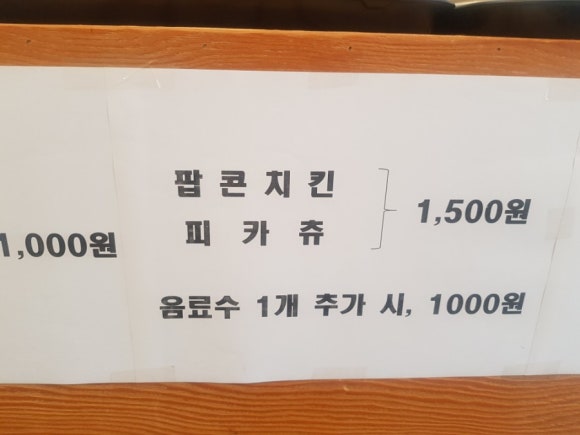 팝콘치킨
피카츄
1,500원
1,000원
음료수 1개 추가 시, 1000원